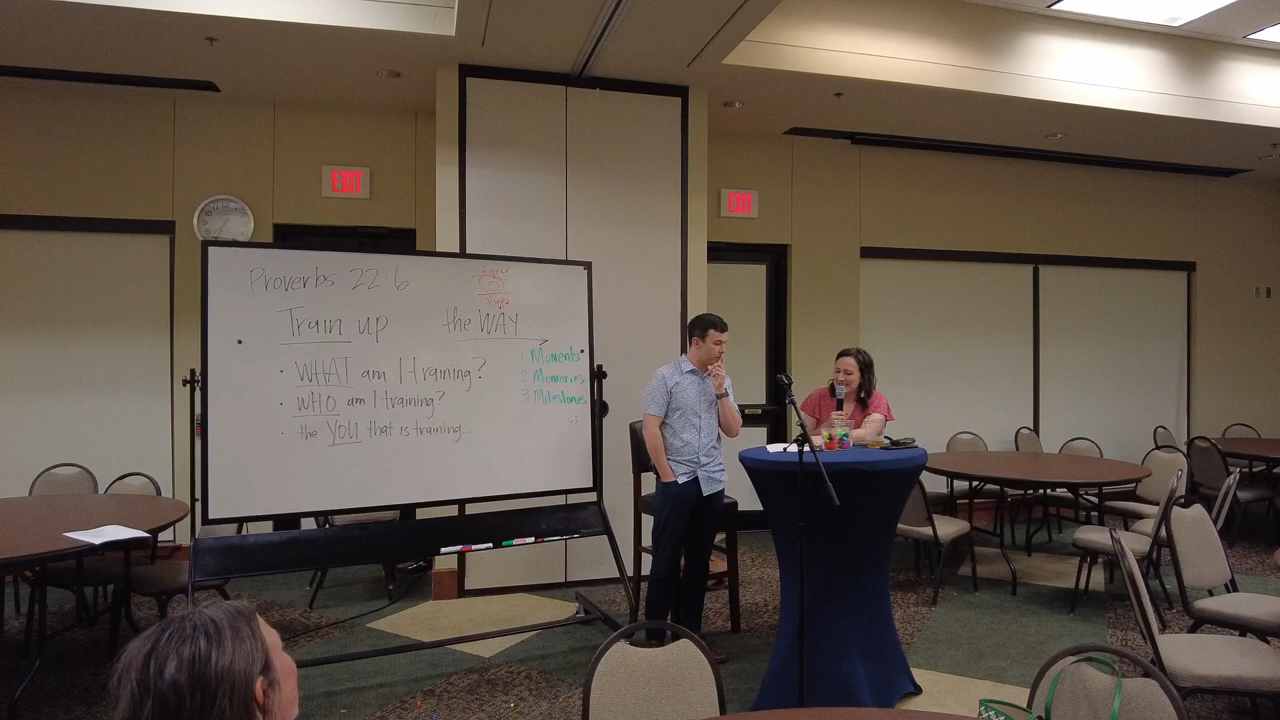 EXIT
EXIT
Proverbs 22:6
Train up the WAY
• WHAT am I training?
• WHO am I training?
• the YOU that is training...
1 Moments
2 Memories
3 Milestones